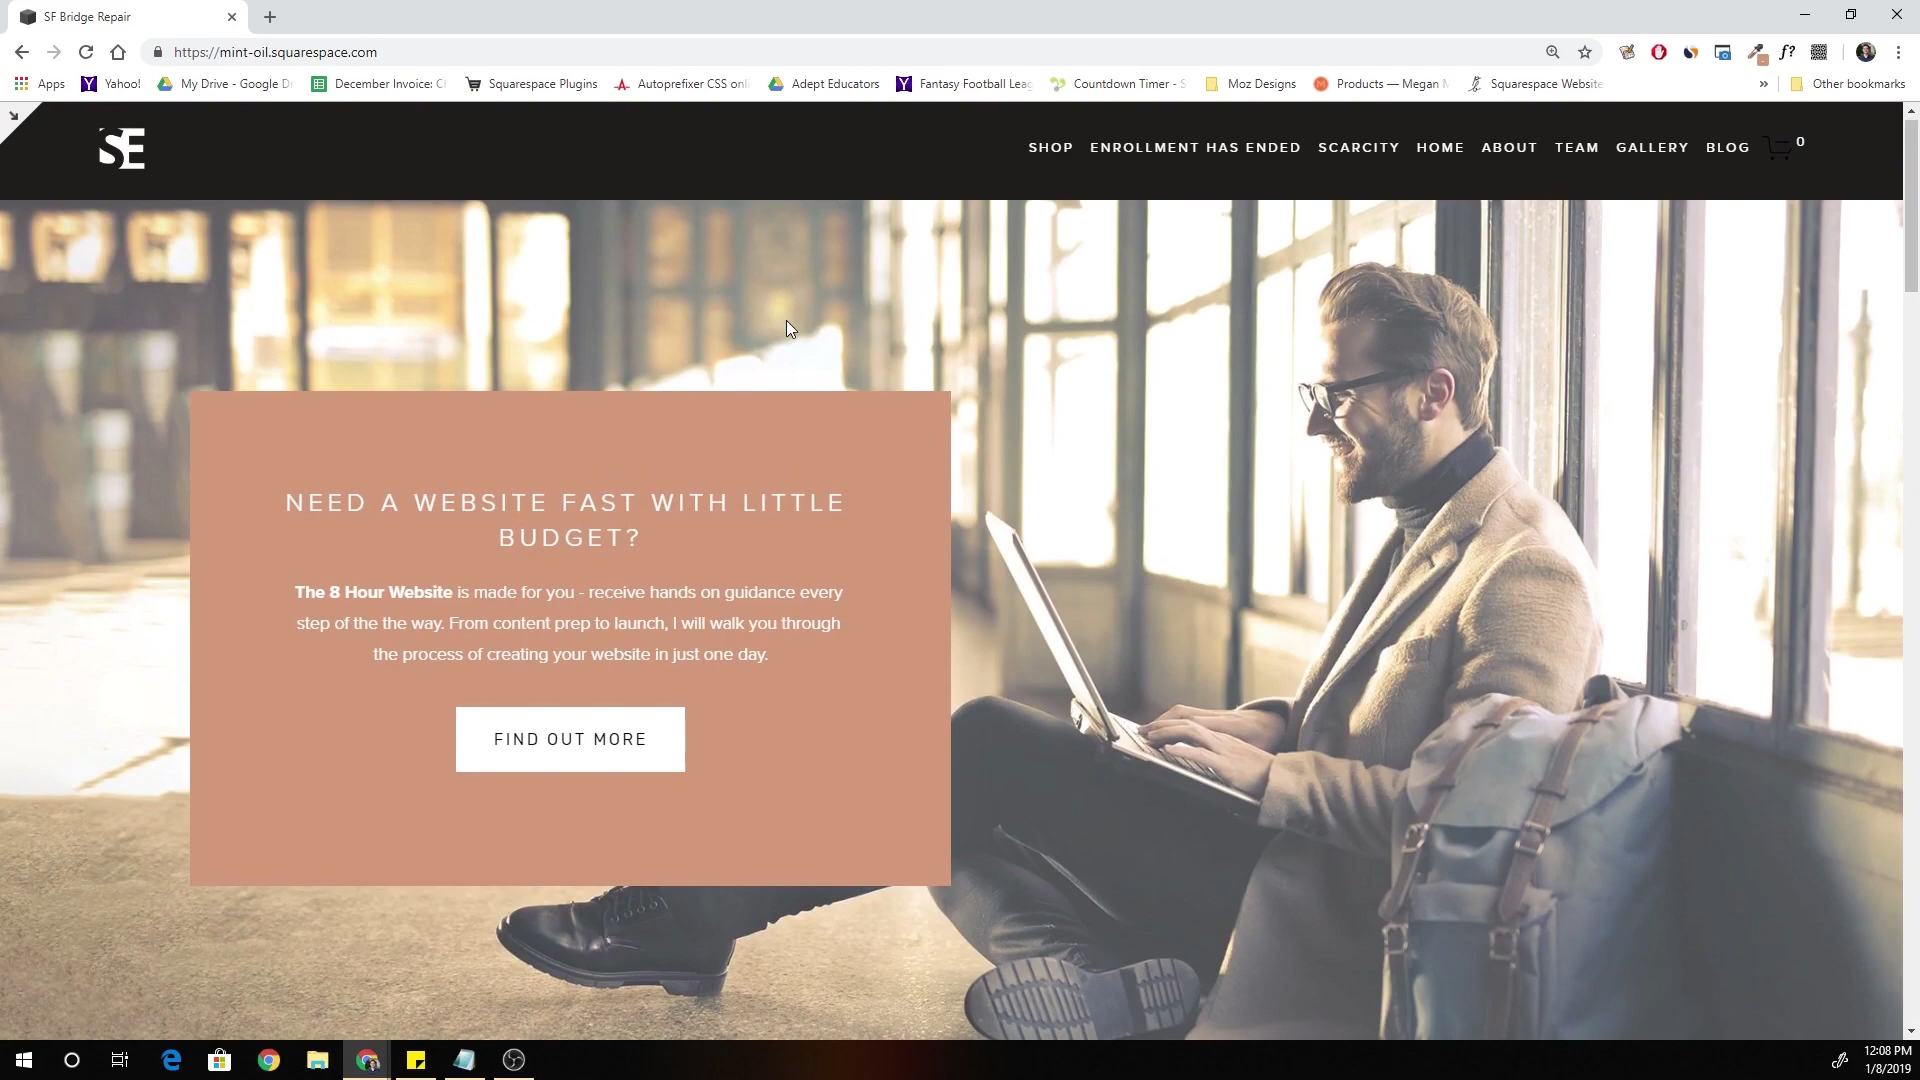 SF Bridge Repair
https://mint-oil.squarespace.com
f?
Apps
Yahoo!
My Drive - Google Dr
December Invoice: C
Squarespace Plugins
Autoprefixer CSS onli
Adept Educators
Fantasy Football Leag
Countdown Timer - S
Moz Designs
Products — Megan M
Squarespace Website
»
Other bookmarks
SE
SHOP ENROLLMENT HAS ENDED SCARCITY HOME ABOUT TEAM GALLERY BLOG 0
NEED A WEBSITE FAST WITH LITTLE
BUDGET?
The 8 Hour Website is made for you - receive hands on guidance every
step of the the way. From content prep to launch, I will walk you through
the process of creating your website in just one day.
FIND OUT MORE
12:08 PM
1/8/2019